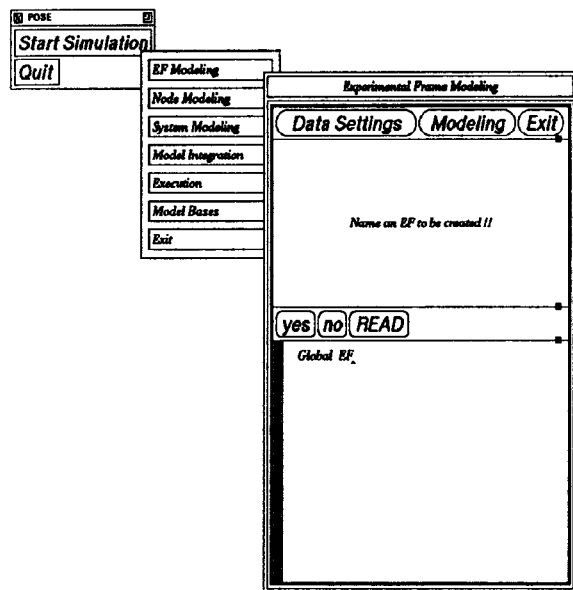 POSE
Start Simulation
Quit
EF Modeling
Node Modeling
System Modeling
Model Integration
Execution
Model Bases
Exit
Experimental Frame Modeling
Data Settings Modeling Exit
Name an EF to be created !!
yes no READ
Global EF